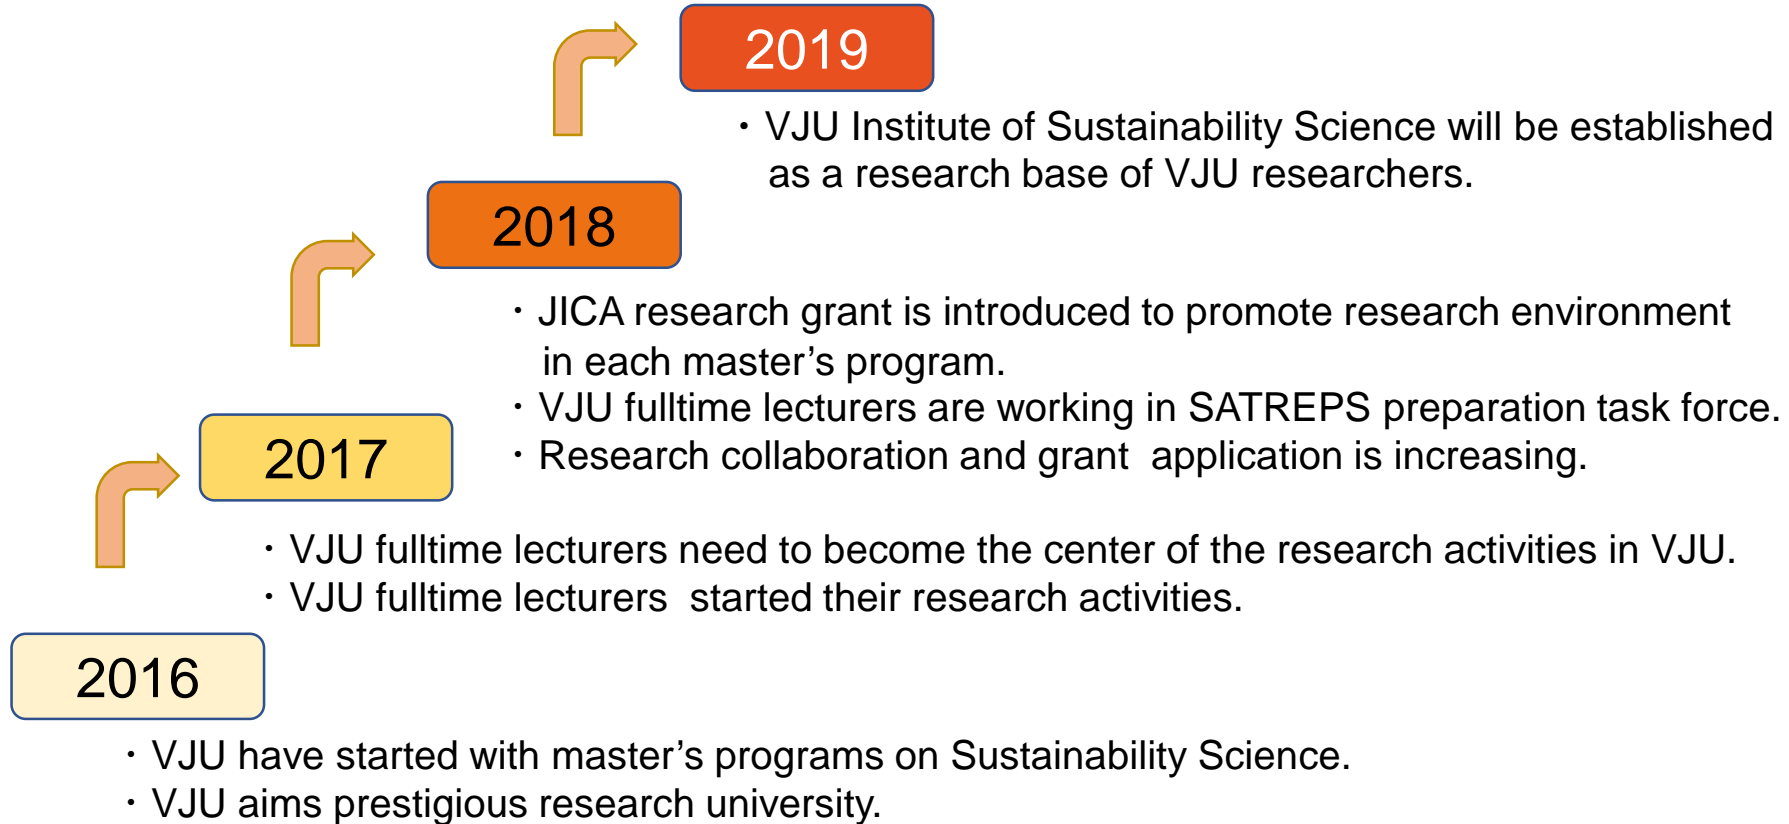 2019
・VJU Institute of Sustainability Science will be established
as a research base of VJU researchers.
2018
・JICA research grant is introduced to promote research environment
in each master’s program.
・VJU fulltime lecturers are working in SATREPS preparation task force.
・Research collaboration and grant  application is increasing.
2017
・VJU fulltime lecturers need to become the center of the research activities in VJU.
・VJU fulltime lecturers  started their research activities.
2016
・VJU have started with master’s programs on Sustainability Science.
・VJU aims prestigious research university.